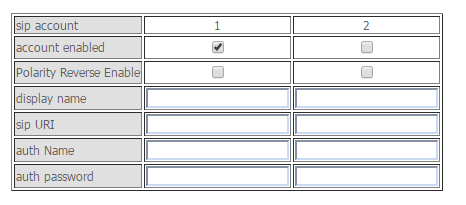 sip account 1 2
account enabled
Polarity Reverse Enable
display name
sip URI
auth Name
auth password